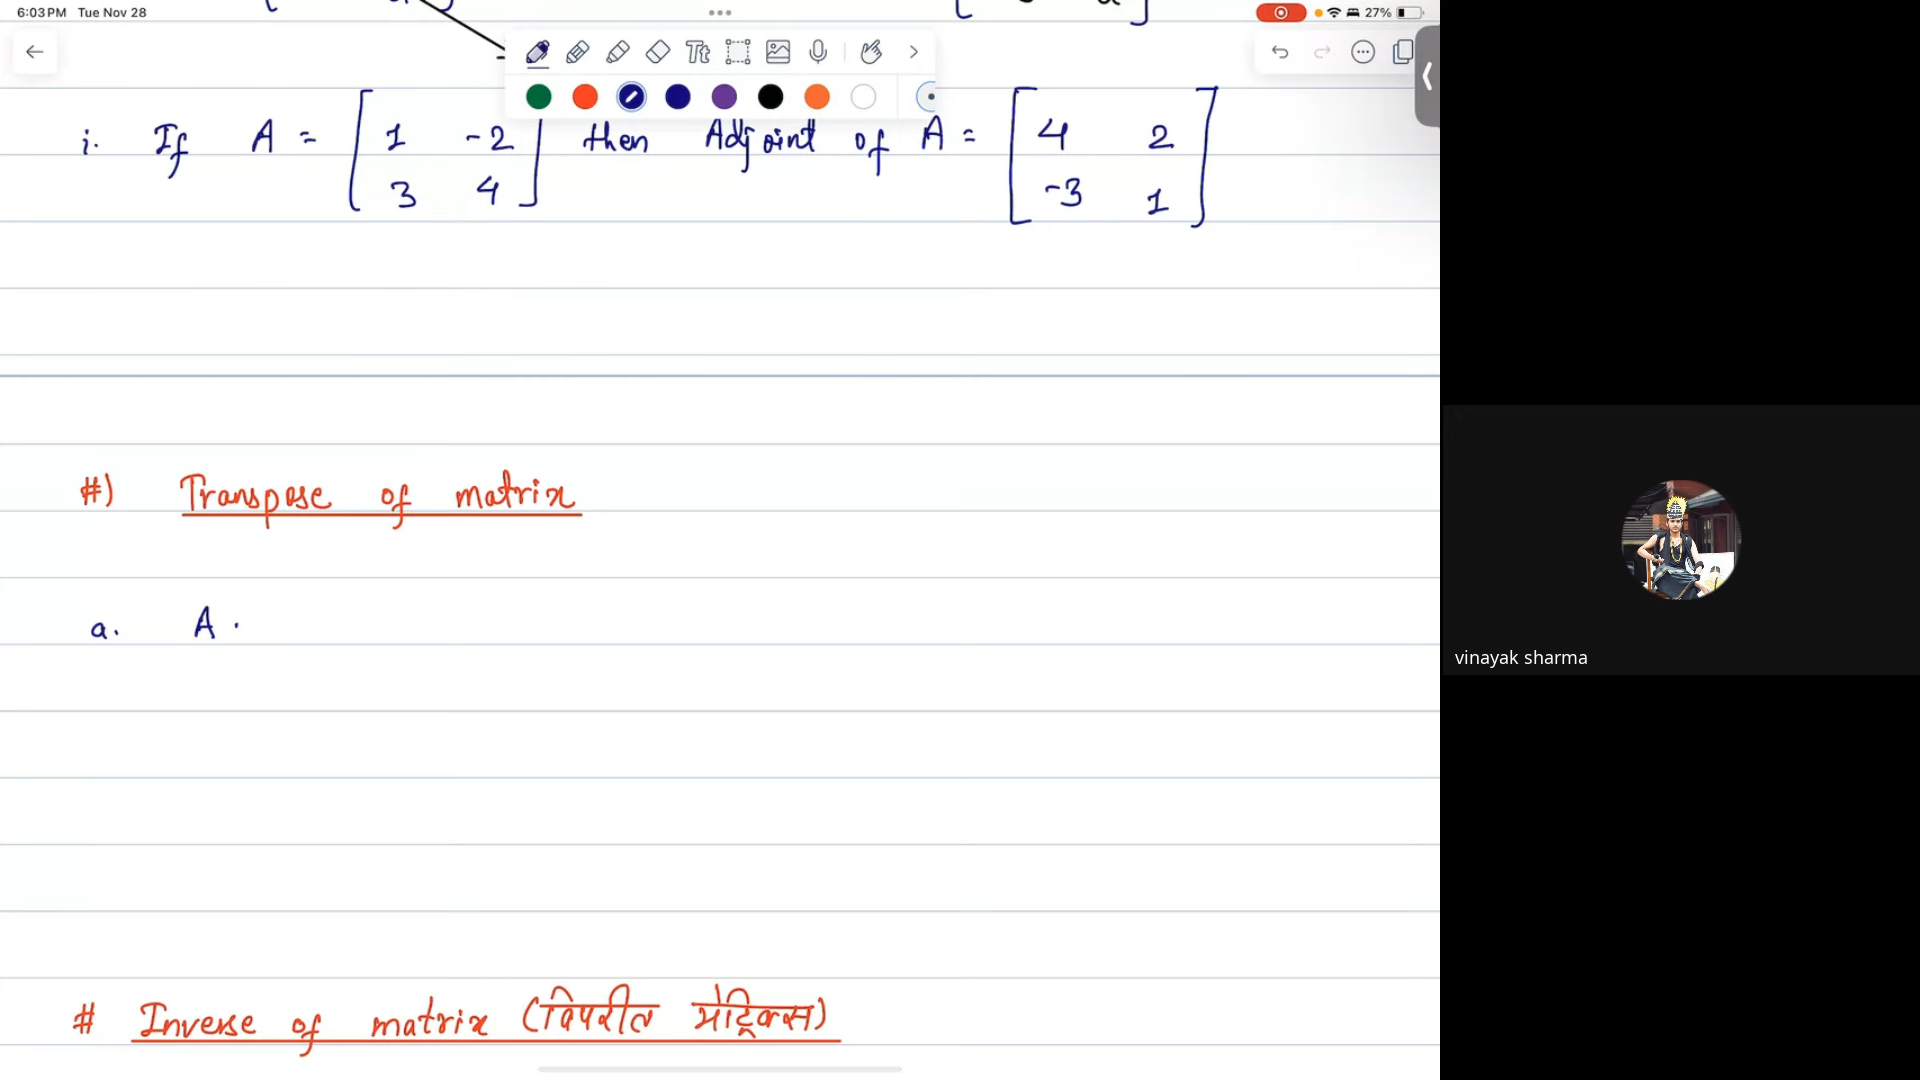 6:03 PM Tue Nov 28
27%
Tt
i. If A = [ 1 -2 ] then Adjoint of A = [ 4 2 ]
3 4 -3 1
#) Transpose of matrix
a. A .
vinayak sharma
# Inverse of matrix (विपरीत मेट्रिक्स)